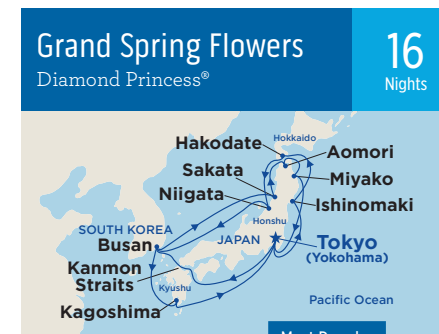 Grand Spring Flowers
Diamond Princess®
16
Nights
Hokkaido
Hakodate
Aomori
Sakata
Miyako
Niigata
Ishinomaki
Honshu
SOUTH KOREA
Busan
JAPAN
Tokyo
(Yokohama)
Kanmon
Straits
Kyushu
Pacific Ocean
Kagoshima